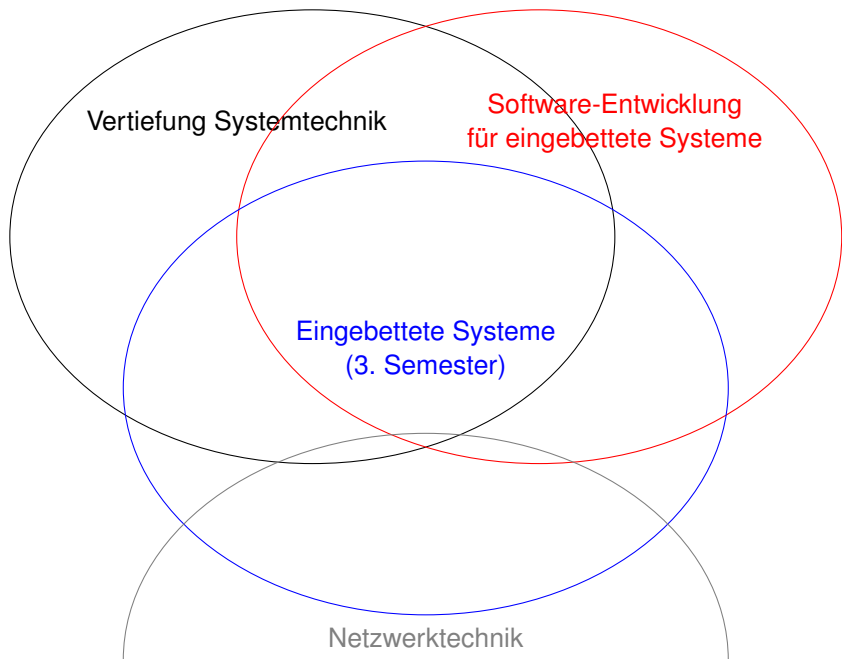 Vertiefung Systemtechnik
Software-Entwicklung
für eingebettete Systeme
Eingebettete Systeme
(3. Semester)
Netzwerktechnik